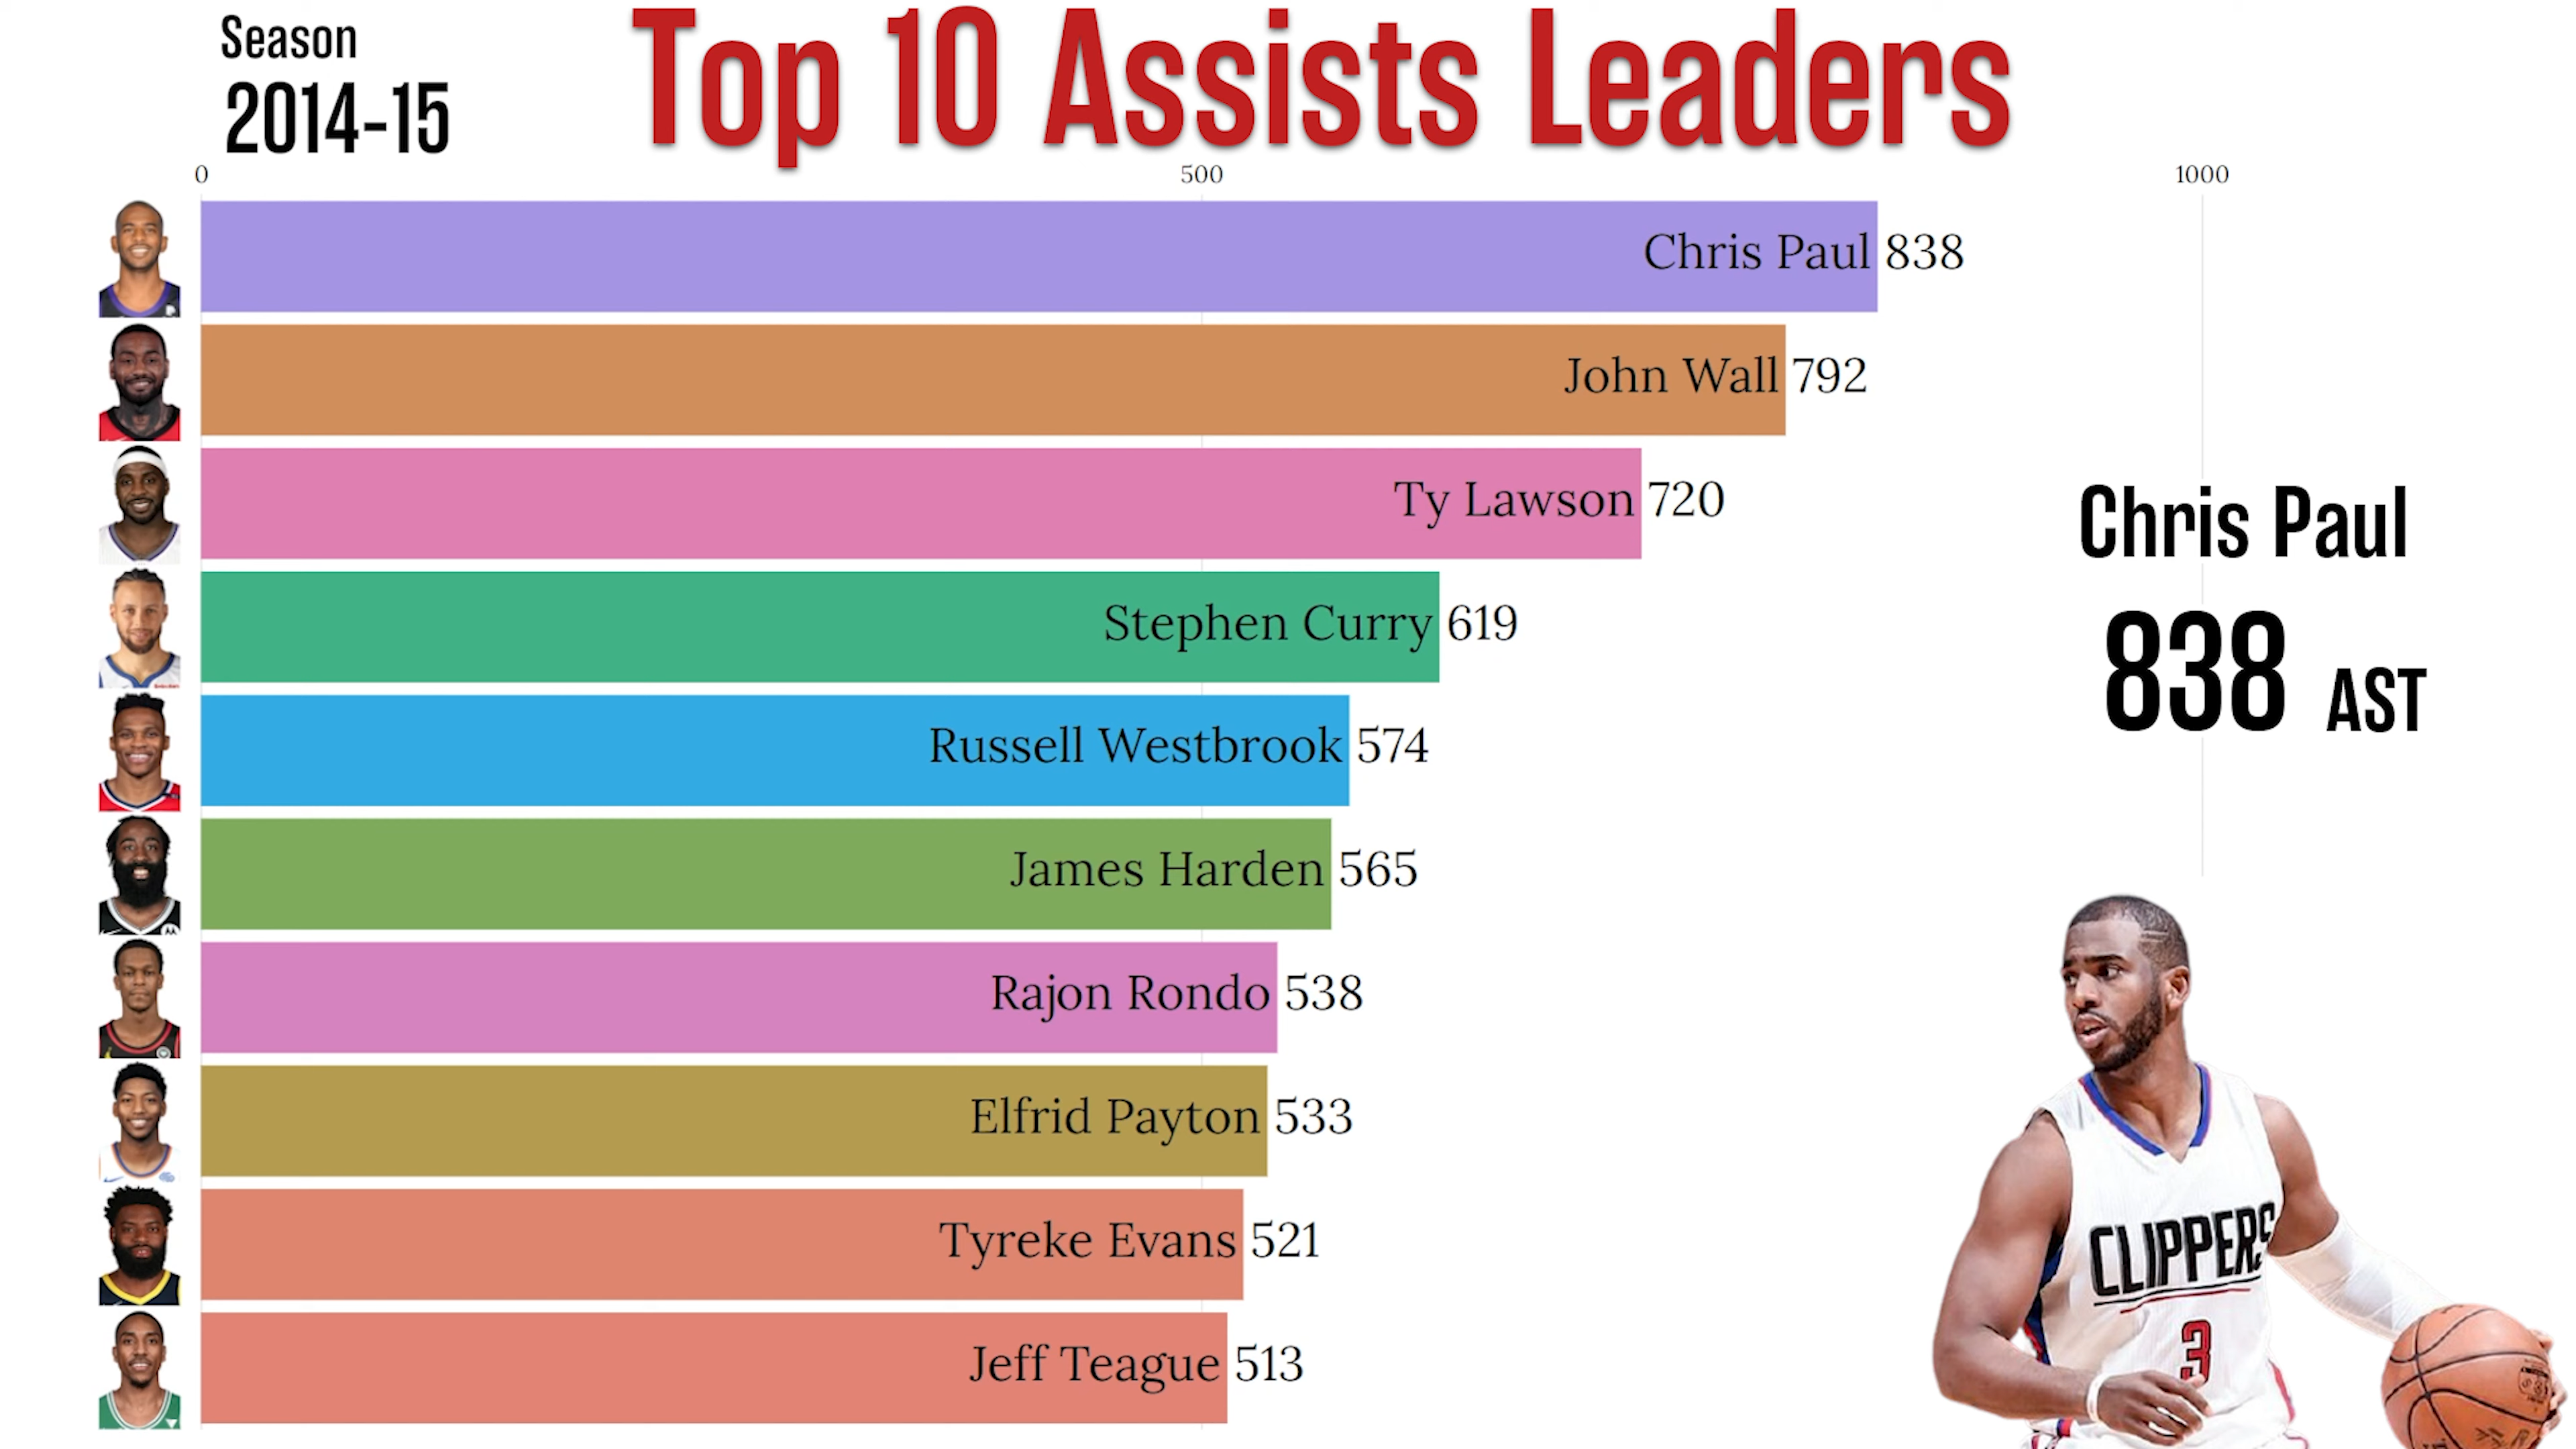 Season
2014-15
Top 10 Assists Leaders
0 500 1000
Chris Paul 838
John Wall 792
Ty Lawson 720
Stephen Curry 619
Russell Westbrook 574
James Harden 565
Rajon Rondo 538
Elfrid Payton 533
Tyreke Evans 521
Jeff Teague 513
Chris Paul
838 AST
CLIPPERS
3